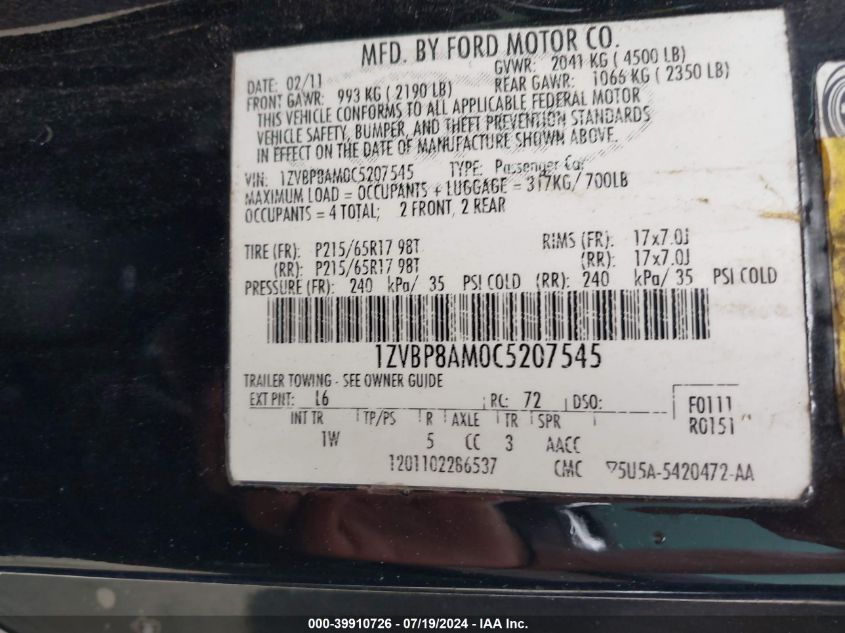 MFD. BY FORD MOTOR CO.
DATE: 02/11 GVWR: 2041 KG ( 4500 LB)
FRONT GAWR: 993 KG ( 2190 LB) REAR GAWR: 1066 KG ( 2350 LB)
THIS VEHICLE CONFORMS TO ALL APPLICABLE FEDERAL MOTOR
VEHICLE SAFETY, BUMPER, AND THEFT PREVENTION STANDARDS
IN EFFECT ON THE DATE OF MANUFACTURE SHOWN ABOVE.
VIN: 1ZVBP8AM0C5207545 TYPE: Passenger Car
MAXIMUM LOAD = OCCUPANTS + LUGGAGE = 317KG/ 700LB
OCCUPANTS = 4 TOTAL; 2 FRONT, 2 REAR
TIRE (FR): P215/65R17 98T RIMS (FR): 17x7.0J
(RR): P215/65R17 98T (RR): 17x7.0J
PRESSURE (FR): 240 kPa/ 35 PSI COLD (RR): 240 kPa/ 35 PSI COLD
1ZVBP8AM0C5207545
TRAILER TOWING - SEE OWNER GUIDE
EXT PNT: L6 RC: 72 DSO: F0111
INT TR TP/PS R AXLE TR SPR R0151
1W 5 CC 3 AACC
1201102286537 CMC 5U5A-5420472-AA
000-39910726 - 07/19/2024 - IAA Inc.